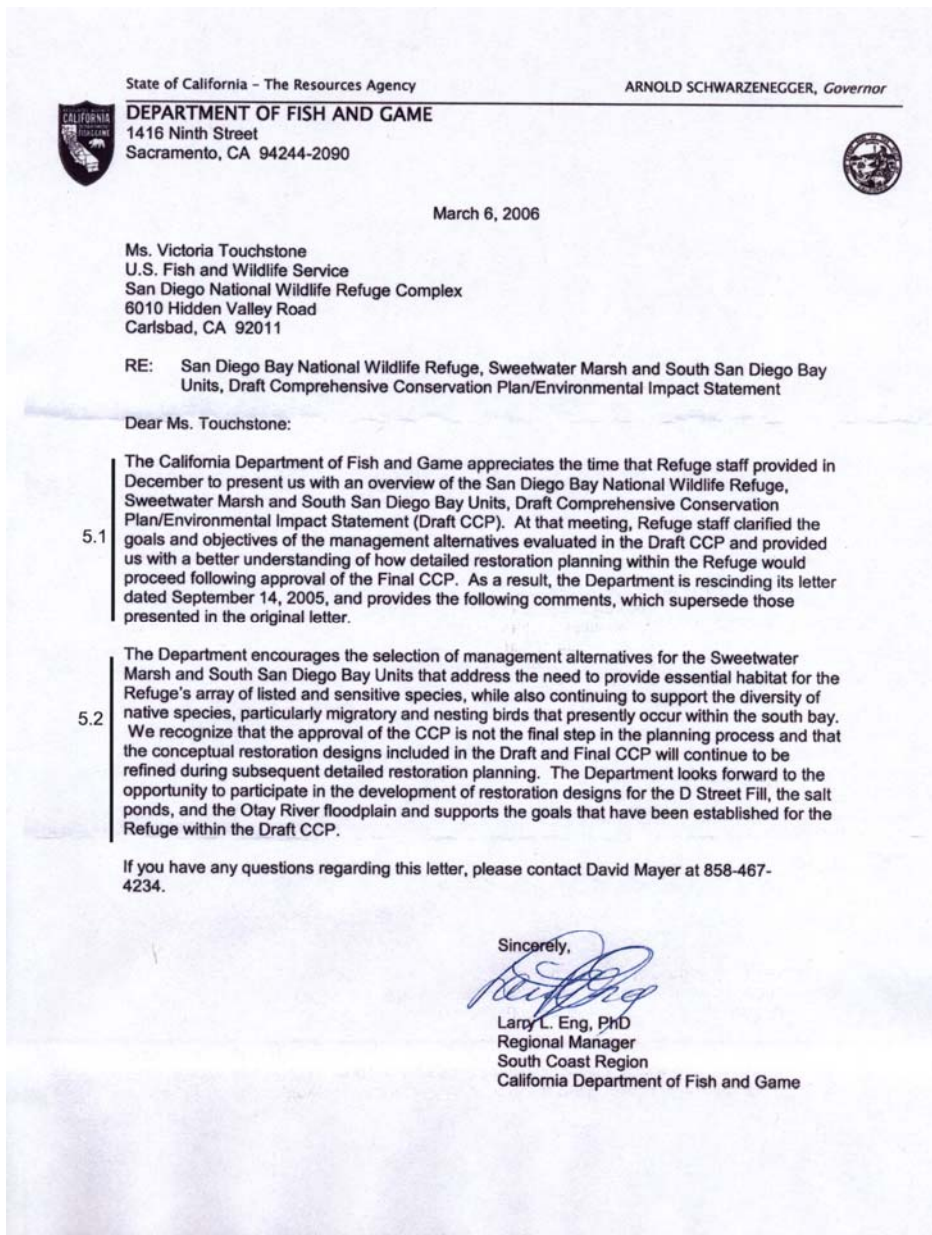 State of California – The Resources Agency
ARNOLD SCHWARZENEGGER, Governor
CALIFORNIA
FISH & GAME
DEPARTMENT OF FISH AND GAME
1416 Ninth Street
Sacramento, CA 94244-2090
March 6, 2006
Ms. Victoria Touchstone
U.S. Fish and Wildlife Service
San Diego National Wildlife Refuge Complex
6010 Hidden Valley Road
Carlsbad, CA 92011
RE: San Diego Bay National Wildlife Refuge, Sweetwater Marsh and South San Diego Bay
Units, Draft Comprehensive Conservation Plan/Environmental Impact Statement
Dear Ms. Touchstone:
The California Department of Fish and Game appreciates the time that Refuge staff provided in
December to present us with an overview of the San Diego Bay National Wildlife Refuge,
Sweetwater Marsh and South San Diego Bay Units, Draft Comprehensive Conservation
Plan/Environmental Impact Statement (Draft CCP). At that meeting, Refuge staff clarified the
5.1 goals and objectives of the management alternatives evaluated in the Draft CCP and provided
us with a better understanding of how detailed restoration planning within the Refuge would
proceed following approval of the Final CCP. As a result, the Department is rescinding its letter
dated September 14, 2005, and provides the following comments, which supersede those
presented in the original letter.
The Department encourages the selection of management alternatives for the Sweetwater
Marsh and South San Diego Bay Units that address the need to provide essential habitat for the
Refuge's array of listed and sensitive species, while also continuing to support the diversity of
5.2 native species, particularly migratory and nesting birds that presently occur within the south bay.
We recognize that the approval of the CCP is not the final step in the planning process and that
the conceptual restoration designs included in the Draft and Final CCP will continue to be
refined during subsequent detailed restoration planning. The Department looks forward to the
opportunity to participate in the development of restoration designs for the D Street Fill, the salt
ponds, and the Otay River floodplain and supports the goals that have been established for the
Refuge within the Draft CCP.
If you have any questions regarding this letter, please contact David Mayer at 858-467-
4234.
Sincerely,
Larry L. Eng, PhD
Regional Manager
South Coast Region
California Department of Fish and Game